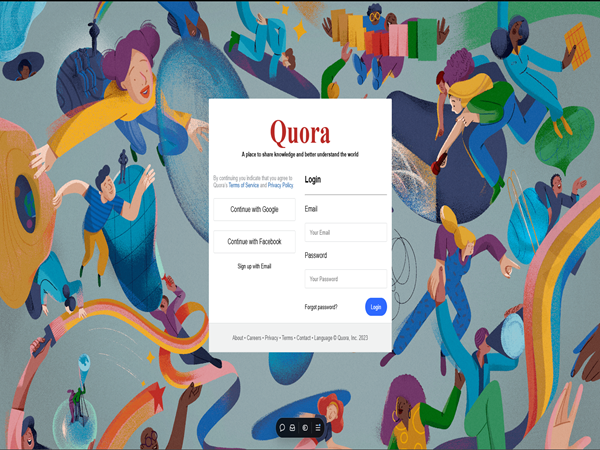 Quora
A place to share knowledge and better understand the world
By continuing you indicate that you agree to
Quora's Terms of Service and Privacy Policy.
Continue with Google
Continue with Facebook
Sign up with Email
Login
Email
Your Email
Password
Your Password
Forgot password?
Login
About • Careers • Privacy • Terms • Contact • Language © Quora, Inc. 2023